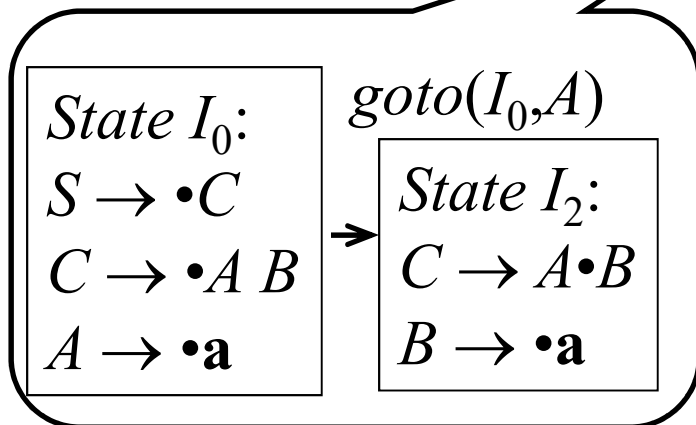 State I₀:
S → •C
C → •A B
A → •a
goto(I₀,A)
State I₂:
C → A•B
B → •a